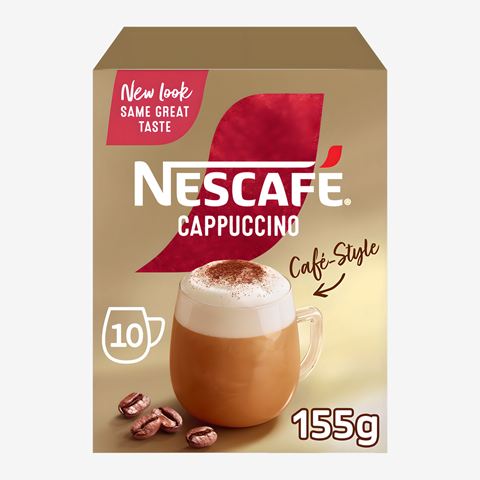 New look
SAME GREAT
TASTE
NESCAFÉ®
CAPPUCCINO
Café-Style
10
155g